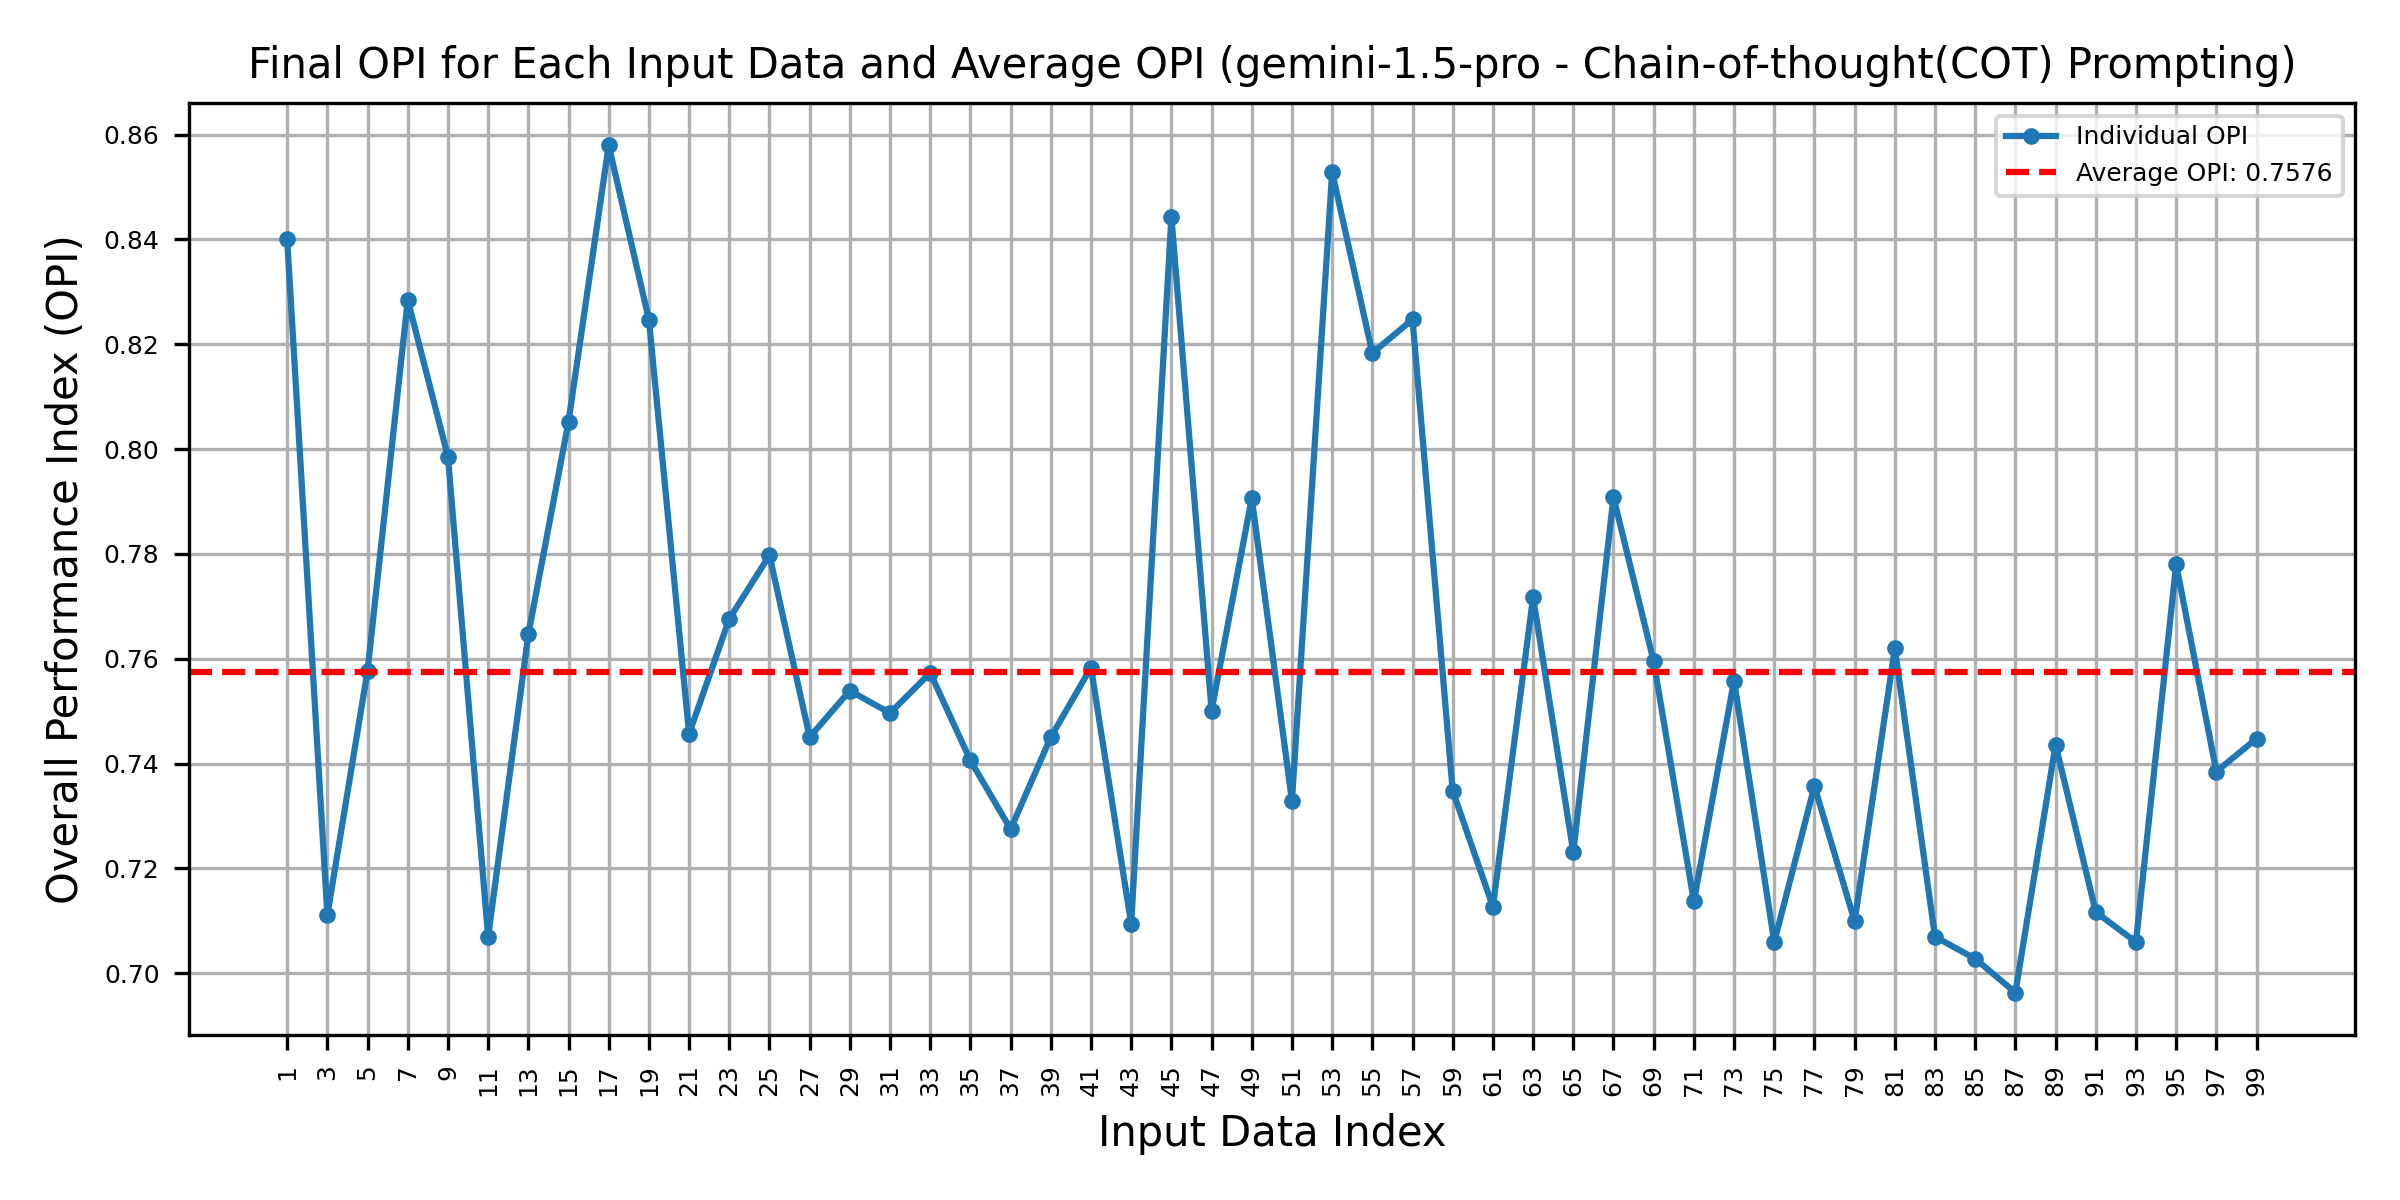 Final OPI for Each Input Data and Average OPI (gemini-1.5-pro - Chain-of-thought(COT) Prompting)
Individual OPI
Average OPI: 0.7576
Overall Performance Index (OPI)
0.86
0.84
0.82
0.80
0.78
0.76
0.74
0.72
0.70
1 3 5 7 9 11 13 15 17 19 21 23 25 27 29 31 33 35 37 39 41 43 45 47 49 51 53 55 57 59 61 63 65 67 69 71 73 75 77 79 81 83 85 87 89 91 93 95 97 99
Input Data Index